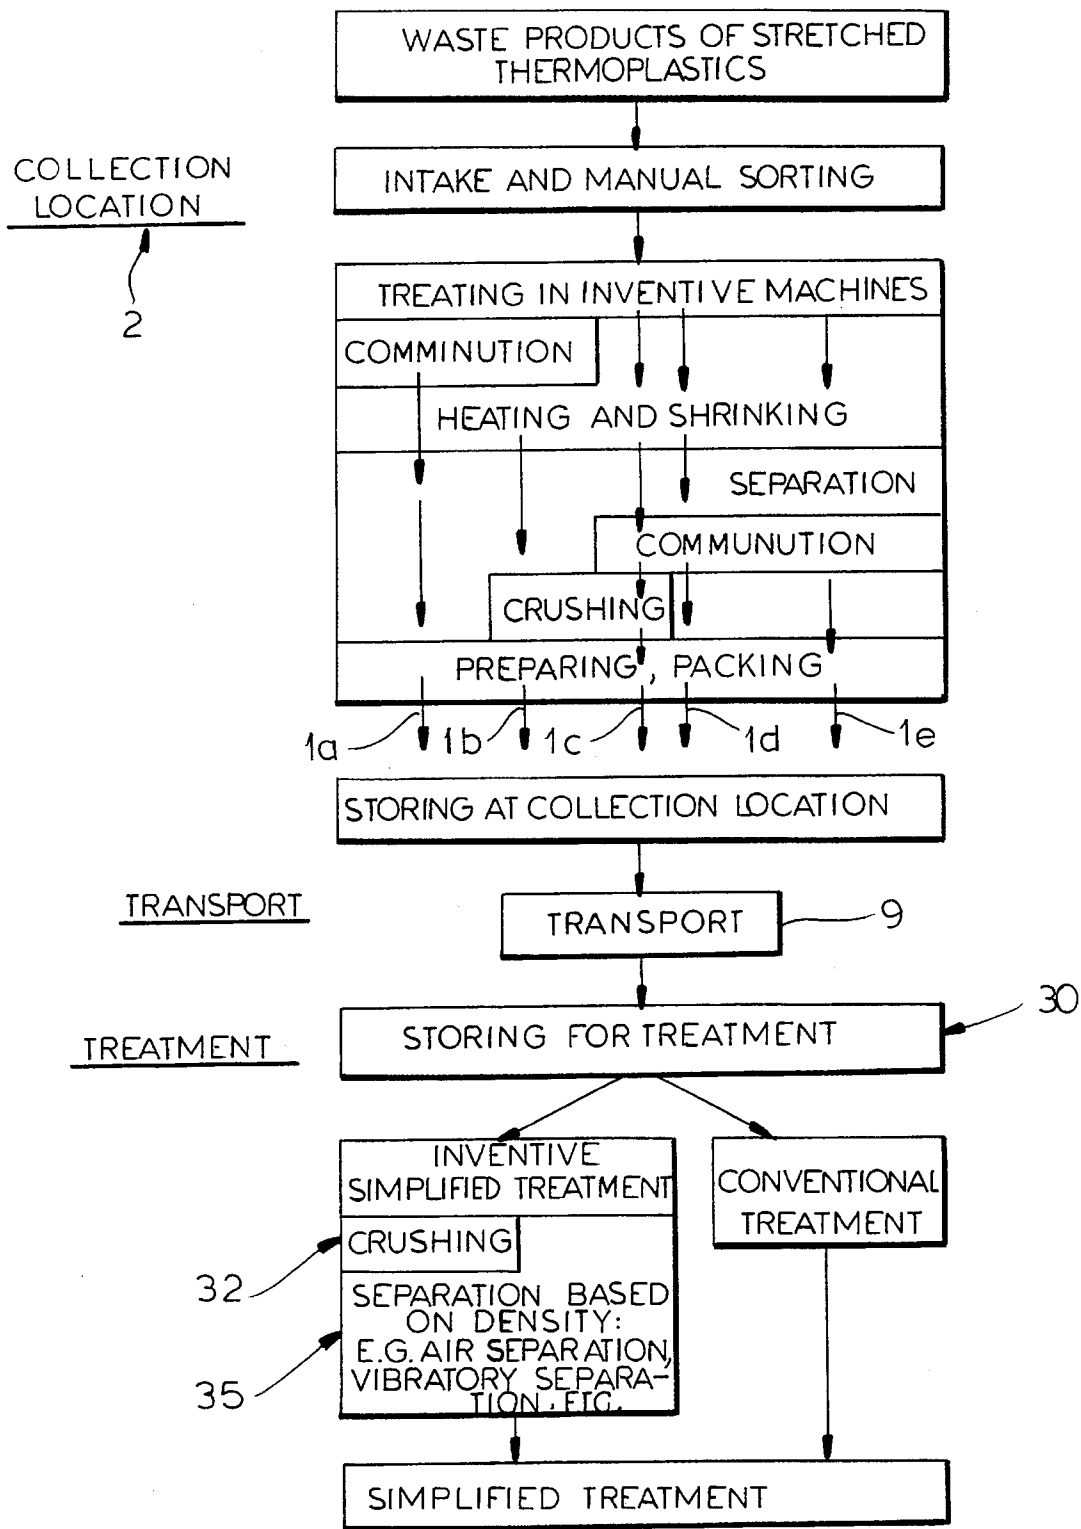 WASTE PRODUCTS OF STRETCHED
THERMOPLASTICS
COLLECTION
LOCATION
2
INTAKE AND MANUAL SORTING
TREATING IN INVENTIVE MACHINES
COMMINUTION
HEATING AND SHRINKING
SEPARATION
COMMUNUTION
CRUSHING
PREPARING, PACKING
1a
1b
1c
1d
1e
STORING AT COLLECTION LOCATION
TRANSPORT
TRANSPORT
9
30
TREATMENT
STORING FOR TREATMENT
INVENTIVE
SIMPLIFIED TREATMENT
CONVENTIONAL
TREATMENT
CRUSHING
32
SEPARATION BASED
ON DENSITY:
E.G. AIR SEPARATION,
VIBRATORY SEPARA-
TION.
35
SIMPLIFIED TREATMENT